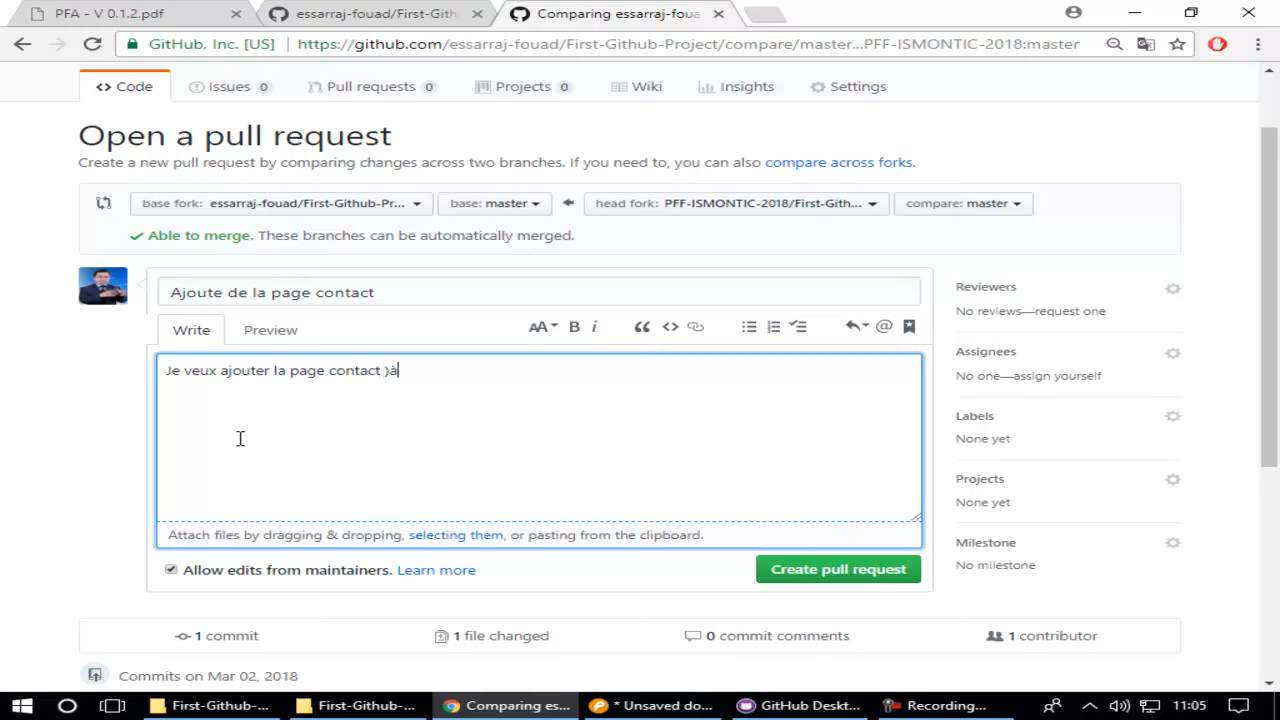 PFA - V 0.1.2.pdf
essarraj-fouad/First-Gith
Comparing essarraj-foua
GitHub, Inc. [US]
https://github.com/essarraj-fouad/First-Github-Project/compare/master...PFF-ISMONTIC-2018:master
<> Code
Issues 0
Pull requests 0
Projects 0
Wiki
Insights
Settings
Open a pull request
Create a new pull request by comparing changes across two branches. If you need to, you can also compare across forks.
base fork: essarraj-fouad/First-Github-Pr...
base: master
head fork: PFF-ISMONTIC-2018/First-Gith...
compare: master
Able to merge. These branches can be automatically merged.
Ajoute de la page contact
Write
Preview
AA B i
Je veux ajouter la page contact )à
Attach files by dragging & dropping, selecting them, or pasting from the clipboard.
Allow edits from maintainers. Learn more
Create pull request
Reviewers
No reviews—request one
Assignees
No one—assign yourself
Labels
None yet
Projects
None yet
Milestone
No milestone
1 commit
1 file changed
0 commit comments
1 contributor
Commits on Mar 02, 2018
First-Github-...
First-Github-...
Comparing es...
* Unsaved do...
GitHub Deskt...
Recording...
11:05